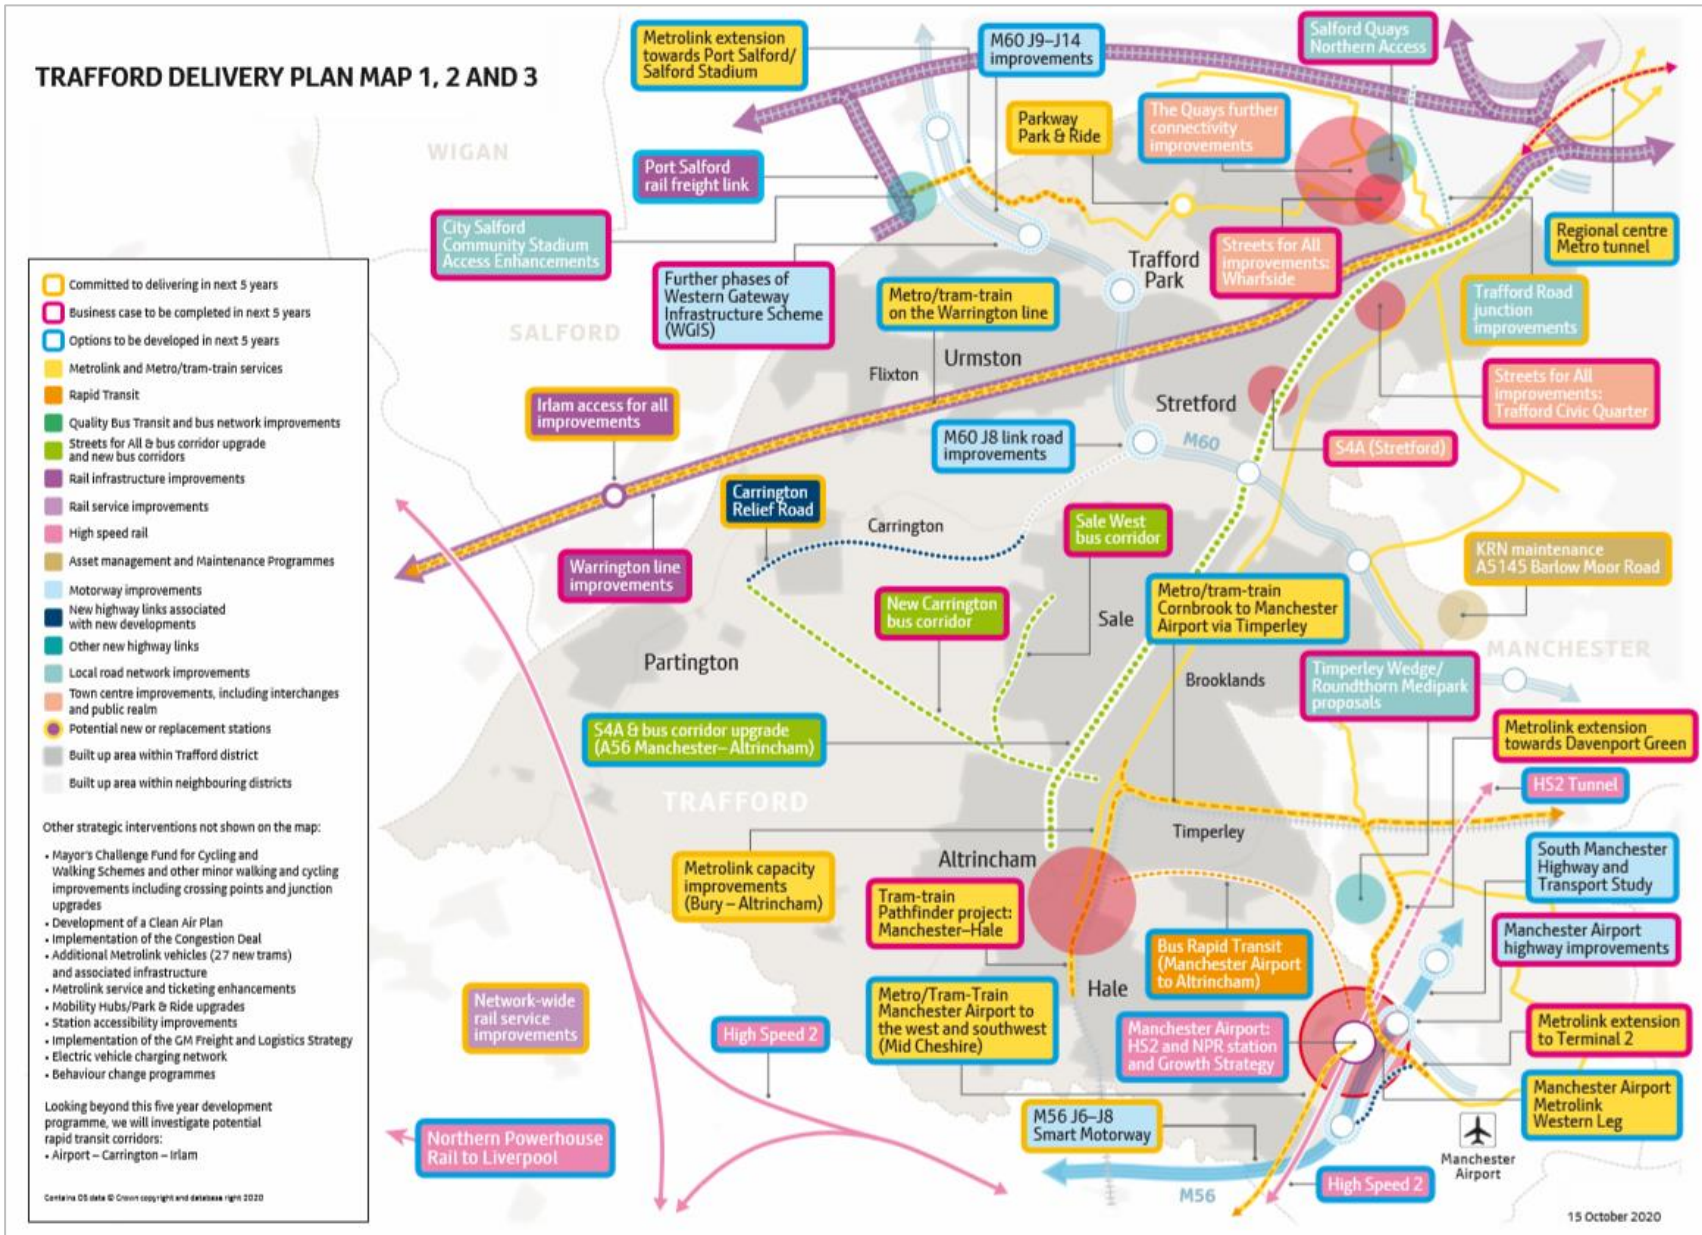 TRAFFORD DELIVERY PLAN MAP 1, 2 AND 3
Metrolink extension
towards Port Salford/
Salford Stadium
M60 J9–J14
improvements
Salford Quays
Northern Access
Parkway
Park & Ride
The Quays further
connectivity
improvements
WIGAN
Port Salford
rail freight link
City Salford
Community Stadium
Access Enhancements
Regional centre
Metro tunnel
Trafford
Park
Streets for All
improvements:
Wharfside
Further phases of
Western Gateway
Infrastructure Scheme
(WGIS)
Metro/tram-train
on the Warrington line
Trafford Road
junction
improvements
SALFORD
Urmston
Flixton
Streets for All
improvements:
Trafford Civic Quarter
Irlam access for all
improvements
Stretford
M60 J8 link road
improvements
M60
S4A (Stretford)
Carrington
Relief Road
Carrington
Sale West
bus corridor
KRN maintenance
A5145 Barlow Moor Road
Warrington line
improvements
New Carrington
bus corridor
Sale
Metro/tram-train
Cornbrook to Manchester
Airport via Timperley
MANCHESTER
Partington
Brooklands
Timperley Wedge/
Roundthorn Medipark
proposals
S4A & bus corridor upgrade
(A56 Manchester– Altrincham)
Metrolink extension
towards Davenport Green
HS2 Tunnel
TRAFFORD
Timperley
Altrincham
Metrolink capacity
improvements
(Bury – Altrincham)
South Manchester
Highway and
Transport Study
Tram-train
Pathfinder project:
Manchester–Hale
Bus Rapid Transit
(Manchester Airport
to Altrincham)
Manchester Airport
highway improvements
Hale
Network-wide
rail service
improvements
High Speed 2
Metro/Tram-Train
Manchester Airport to
the west and southwest
(Mid Cheshire)
Manchester Airport:
HS2 and NPR station
and Growth Strategy
Metrolink extension
to Terminal 2
Manchester Airport
Metrolink
Western Leg
M56 J6–J8
Smart Motorway
Northern Powerhouse
Rail to Liverpool
Manchester
Airport
High Speed 2
M56
15 October 2020
Committed to delivering in next 5 years
Business case to be completed in next 5 years
Options to be developed in next 5 years
Metrolink and Metro/tram-train services
Rapid Transit
Quality Bus Transit and bus network improvements
Streets for All & bus corridor upgrade
and new bus corridors
Rail infrastructure improvements
Rail service improvements
High speed rail
Asset management and Maintenance Programmes
Motorway improvements
New highway links associated
with new developments
Other new highway links
Local road network improvements
Town centre improvements, including interchanges
and public realm
Potential new or replacement stations
Built up area within Trafford district
Built up area within neighbouring districts
Other strategic interventions not shown on the map:
• Mayor's Challenge Fund for Cycling and
Walking Schemes and other minor walking and cycling
improvements including crossing points and junction
upgrades
• Development of a Clean Air Plan
• Implementation of the Congestion Deal
• Additional Metrolink vehicles (27 new trams)
and associated infrastructure
• Metrolink service and ticketing enhancements
• Mobility Hubs/Park & Ride upgrades
• Station accessibility improvements
• Implementation of the GM Freight and Logistics Strategy
• Electric vehicle charging network
• Behaviour change programmes
Looking beyond this five year development
programme, we will investigate potential
rapid transit corridors:
• Airport – Carrington – Irlam
Contains OS data © Crown copyright and database right 2020